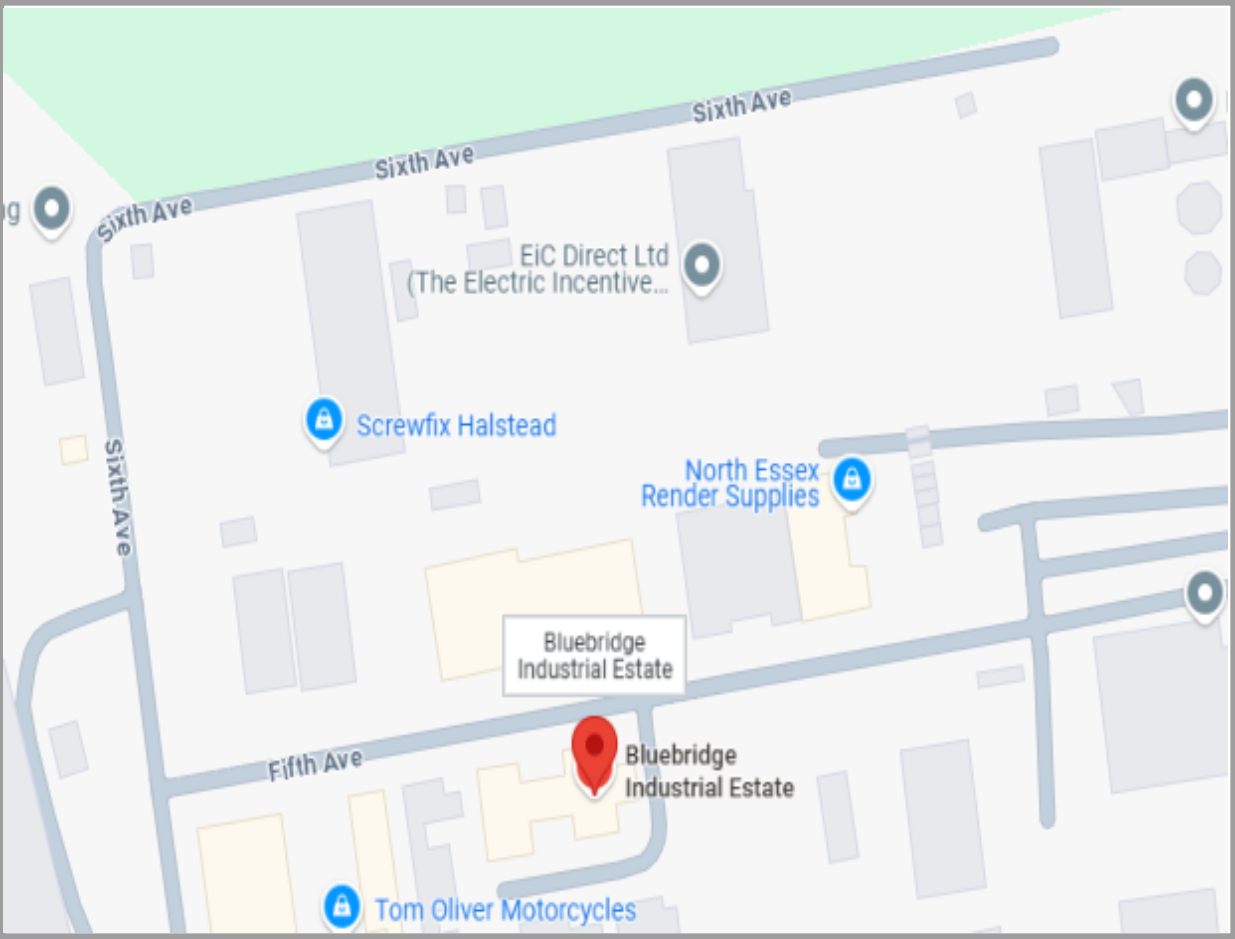 Sixth Ave
Sixth Ave
Sixth Ave
EiC Direct Ltd
(The Electric Incentive...
Screwfix Halstead
Sixth Ave
North Essex
Render Supplies
Bluebridge
Industrial Estate
Fifth Ave
Bluebridge
Industrial Estate
Tom Oliver Motorcycles